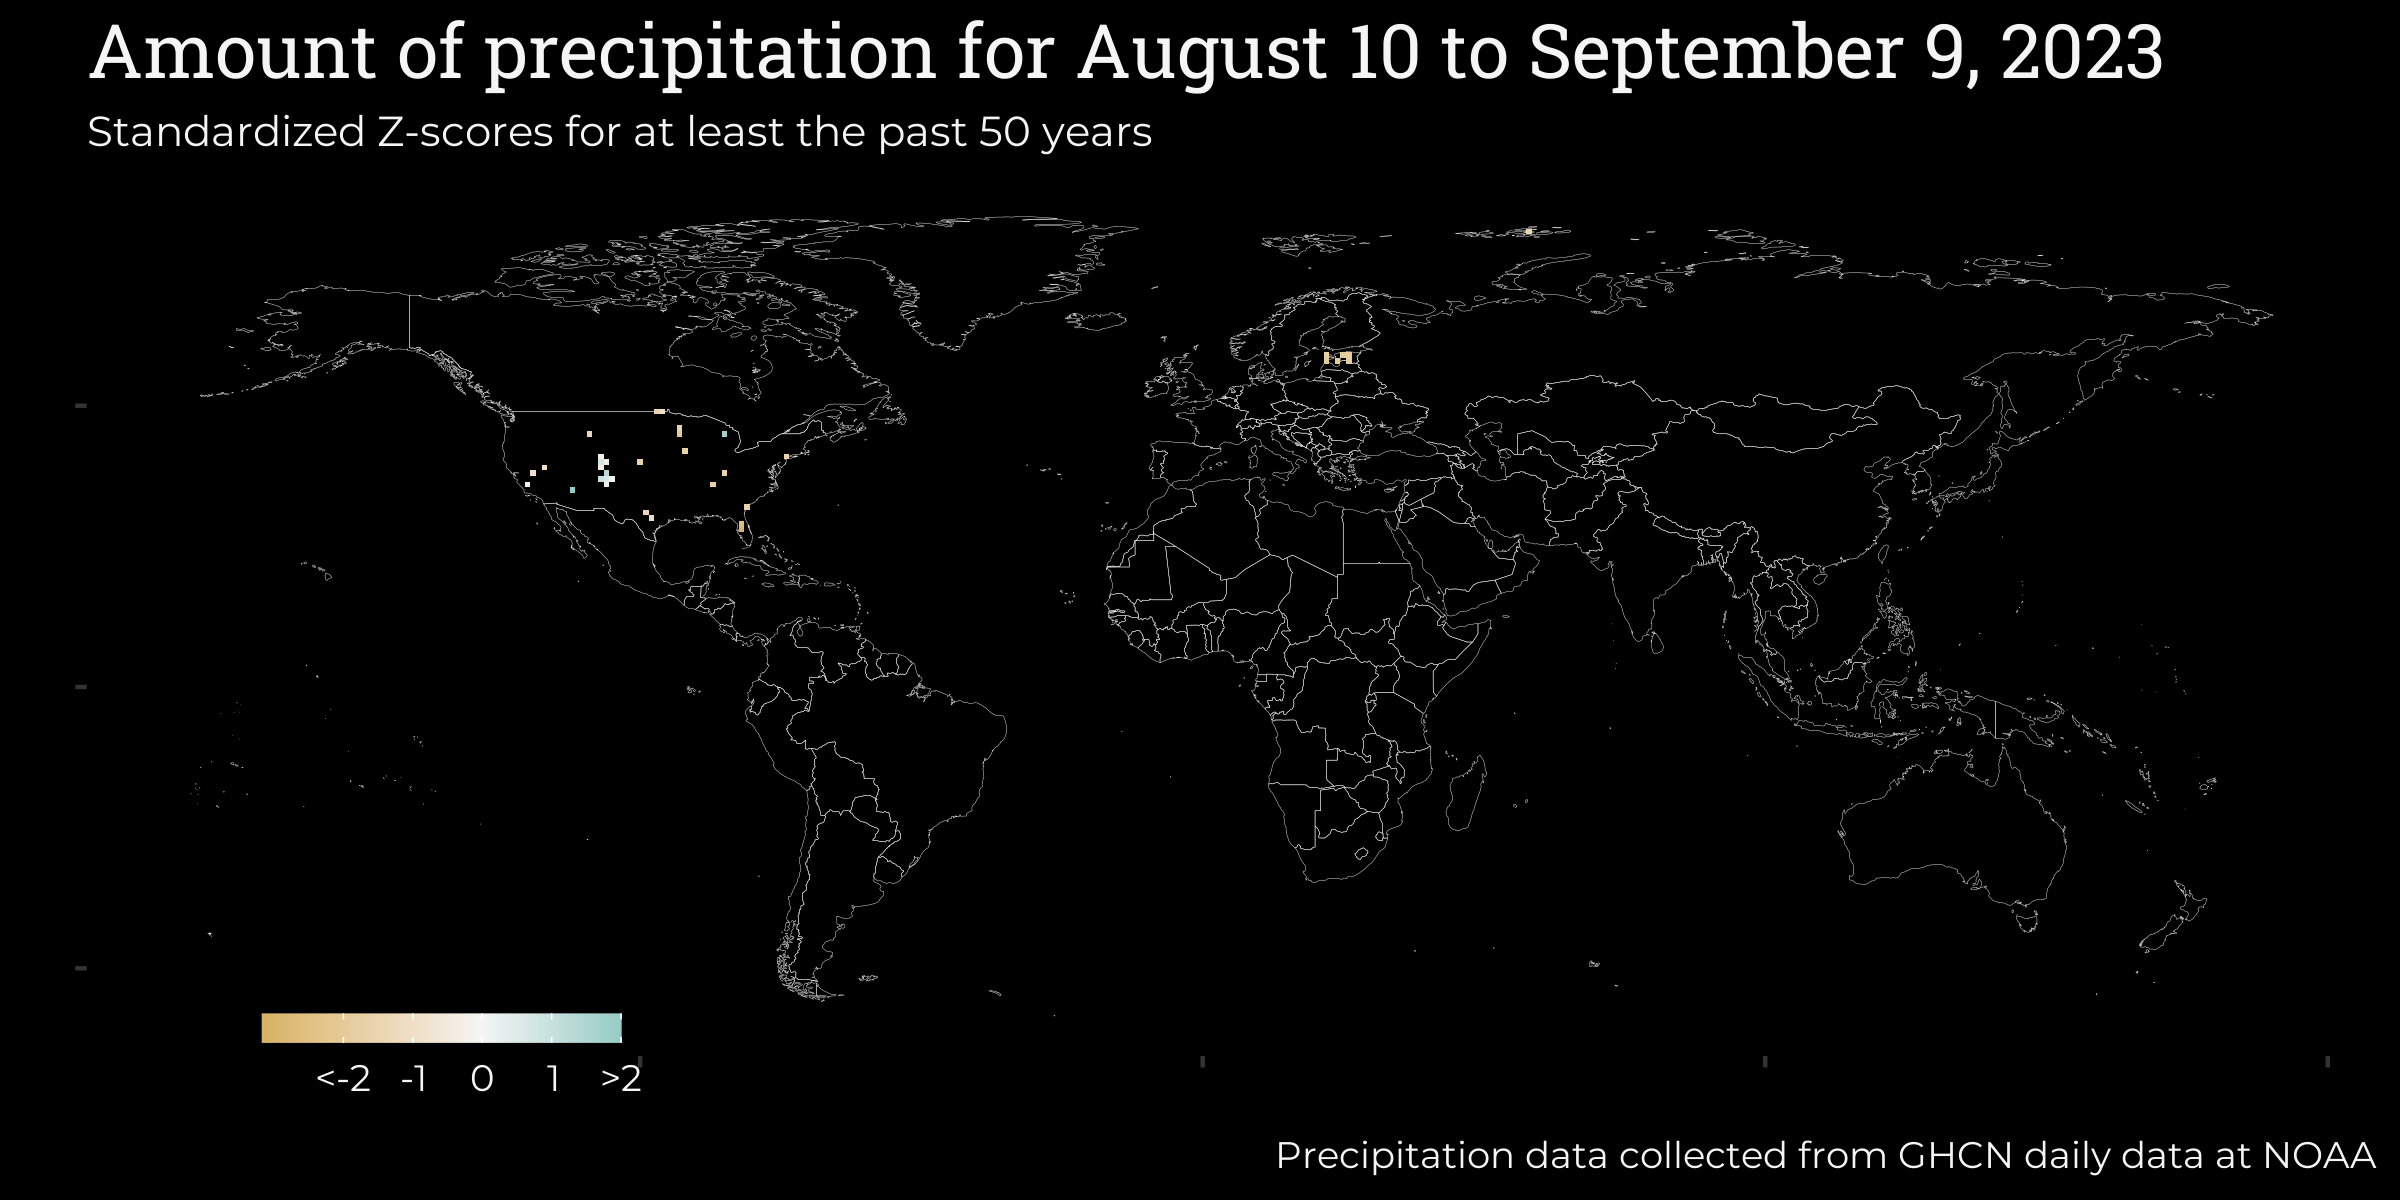 Amount of precipitation for August 10 to September 9, 2023
Standardized Z-scores for at least the past 50 years
<-2 -1 0 1 >2
Precipitation data collected from GHCN daily data at NOAA